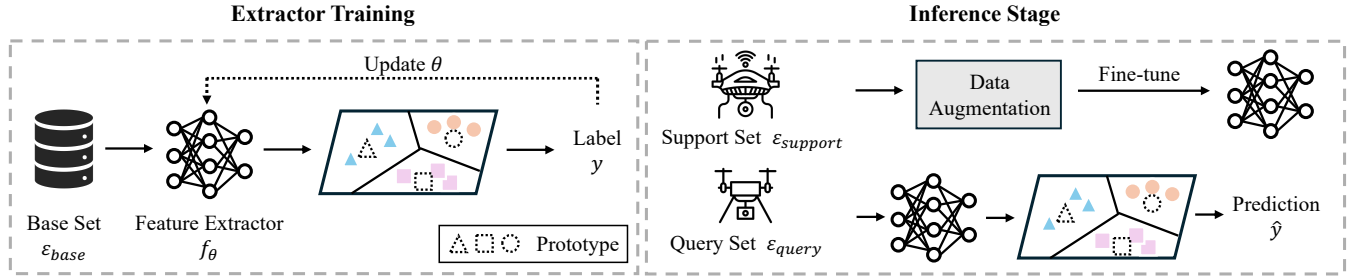 Extractor Training
Update θ
Label
y
Base Set
ε_base
Feature Extractor
f_θ
Prototype
Inference Stage
Data
Augmentation
Fine-tune
Support Set ε_support
Query Set ε_query
Prediction
ŷ